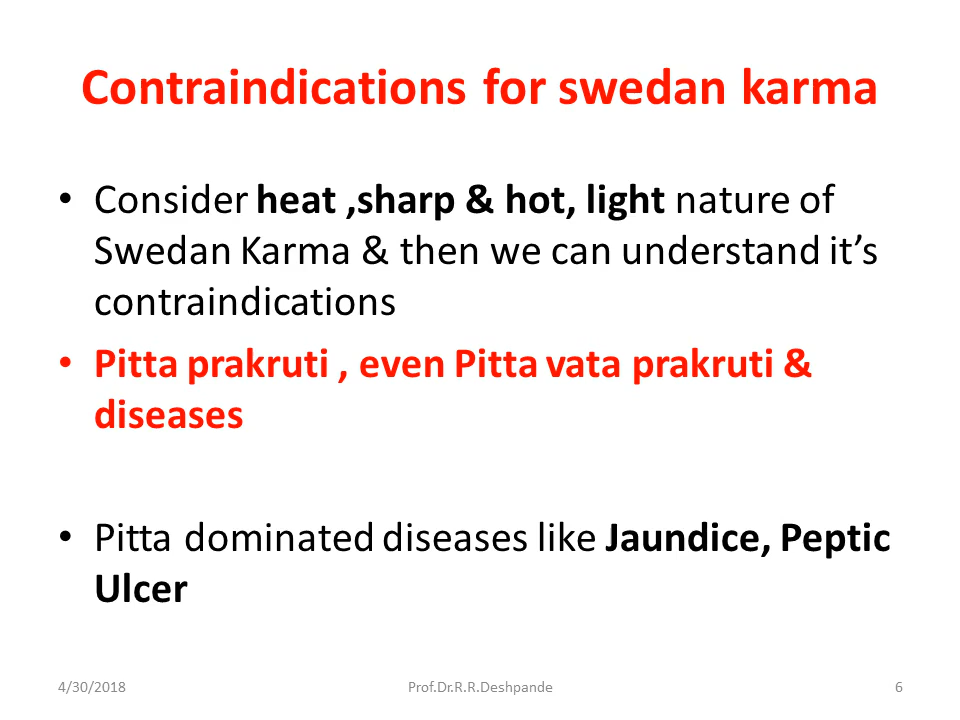 Contraindications for swedan karma
• Consider heat ,sharp & hot, light nature of
Swedan Karma & then we can understand it’s
contraindications
• Pitta prakruti , even Pitta vata prakruti &
diseases
• Pitta dominated diseases like Jaundice, Peptic
Ulcer
4/30/2018
Prof.Dr.R.R.Deshpande
6